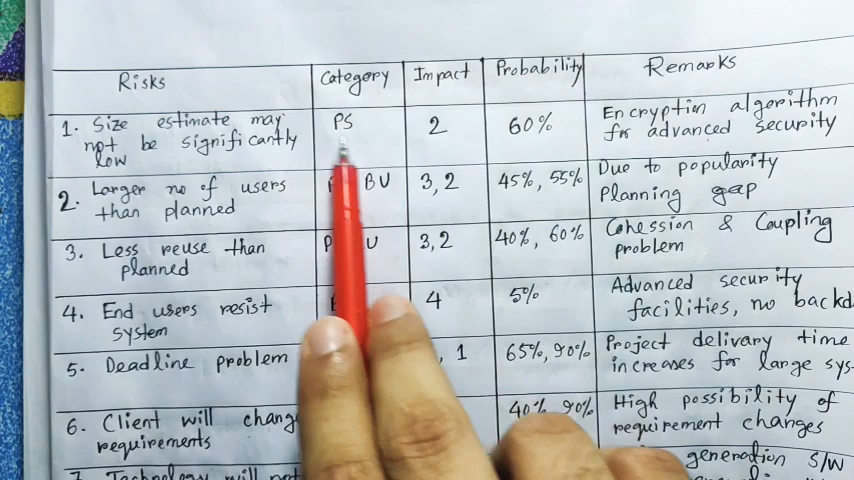 Risks Category Impact Probability Remarks
1. Size estimate may PS 2 60% Encryption algorithm
not be significantly for advanced security
low
2. Larger no of users BU 3, 2 45%, 55% Due to popularity
than planned Planning gap
3. Less reuse than 3, 2 40%, 60% Cohession & Coupling
planned problem
4. End users resist 4 5% Advanced security
system facilities, no
5. Deadline problem , 1 65%, 90% Project delivary time
increases for large
6. Client will 40%, 90% High possibility of
requirements requirement changes
generation S/W
7. Technology will not